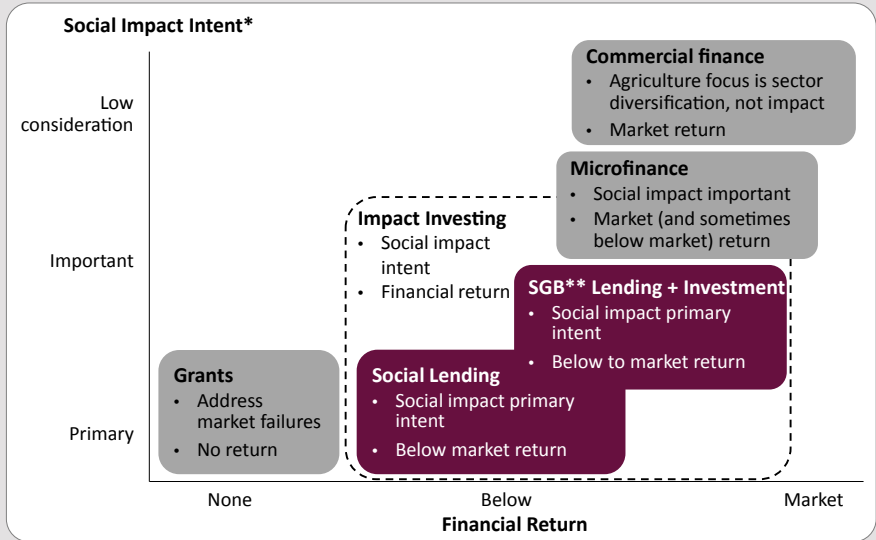 Social Impact Intent*
Low
consideration
Important
Primary
Commercial finance
• Agriculture focus is sector
diversification, not impact
• Market return
Microfinance
• Social impact important
• Market (and sometimes
below market) return
Impact Investing
• Social impact
intent
• Financial return
SGB** Lending + Investment
• Social impact primary
intent
• Below to market return
Grants
• Address
market failures
• No return
Social Lending
• Social impact primary
intent
• Below market return
None
Below
Market
Financial Return